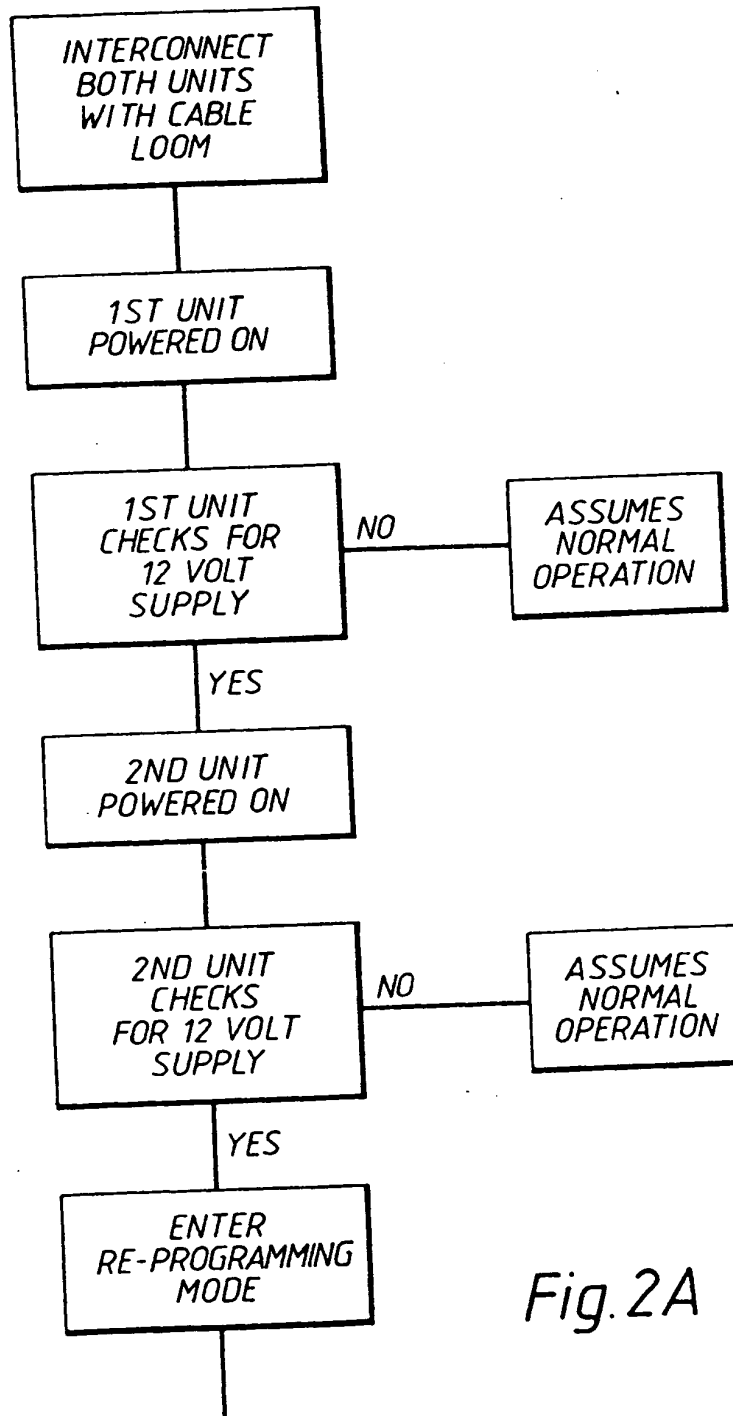 INTERCONNECT
BOTH UNITS
WITH CABLE
LOOM
1ST UNIT
POWERED ON
1ST UNIT
CHECKS FOR
12 VOLT
SUPPLY
NO
ASSUMES
NORMAL
OPERATION
YES
2ND UNIT
POWERED ON
2ND UNIT
CHECKS
FOR 12 VOLT
SUPPLY
NO
ASSUMES
NORMAL
OPERATION
YES
ENTER
RE-PROGRAMMING
MODE
Fig.2A